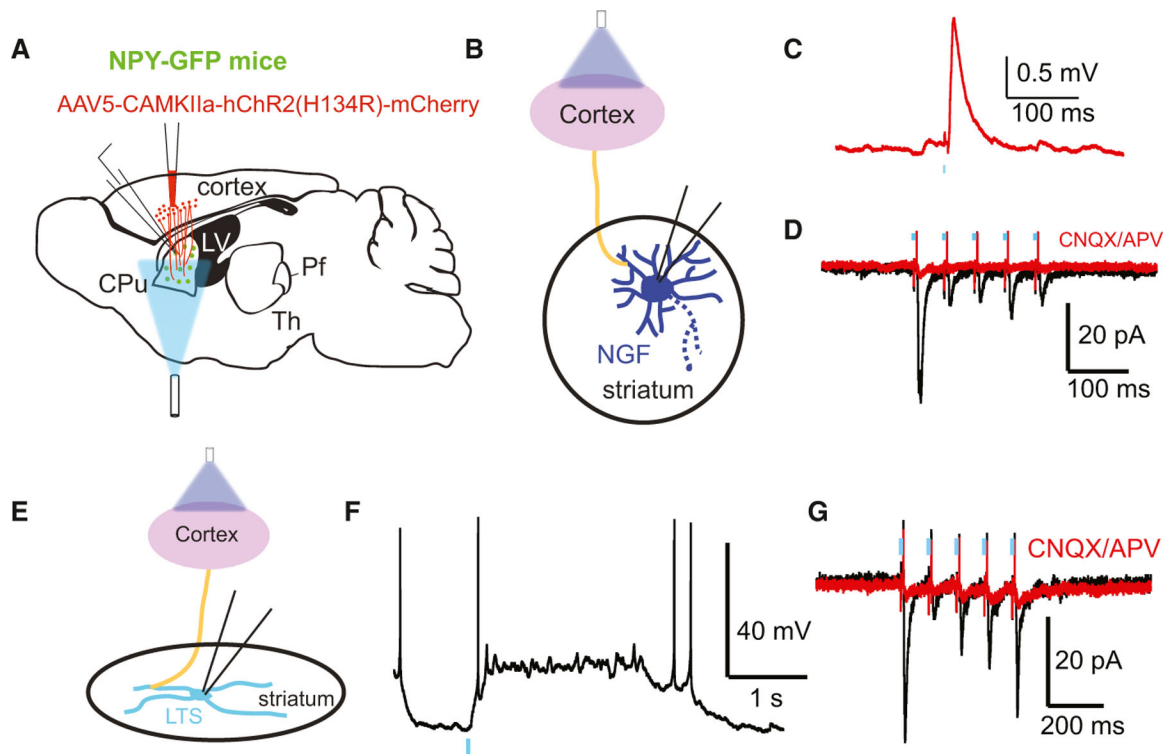 A
NPY-GFP mice
AAV5-CAMKIIa-hChR2(H134R)-mCherry
cortex
LV
CPu
Pf
Th
B
Cortex
NGF
striatum
C
0.5 mV
100 ms
D
CNQX/APV
20 pA
100 ms
E
Cortex
striatum
LTS
F
40 mV
1 s
G
CNQX/APV
20 pA
200 ms